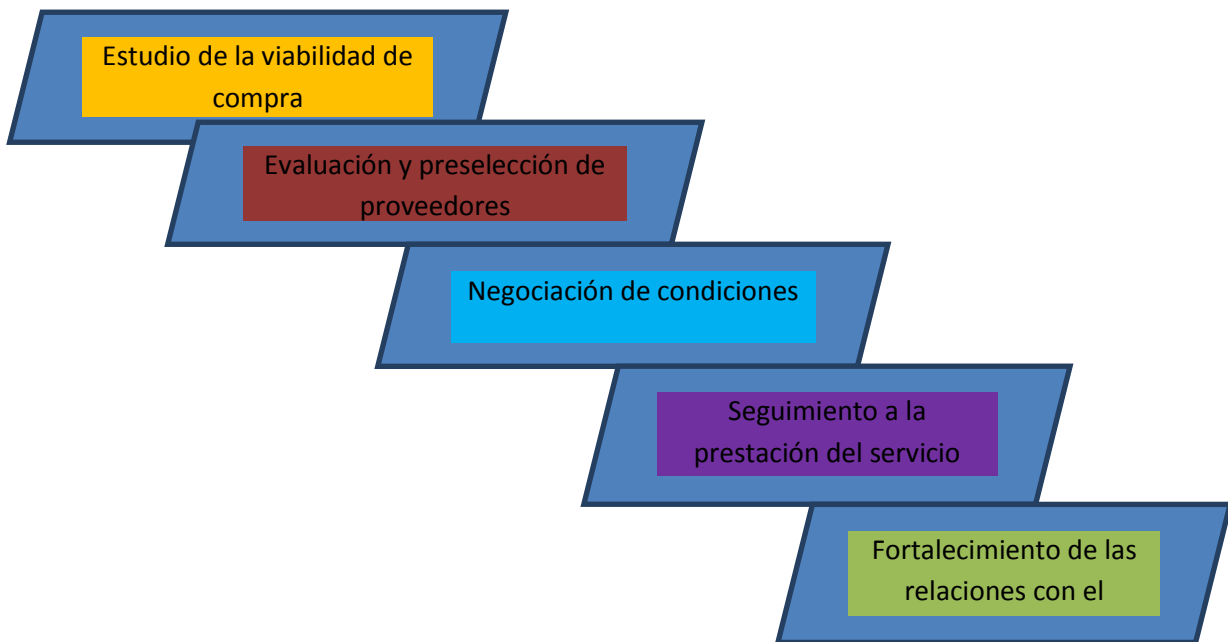 Estudio de la viabilidad de
compra
Evaluación y preselección de
proveedores
Negociación de condiciones
Seguimiento a la
prestación del servicio
Fortalecimiento de las
relaciones con el